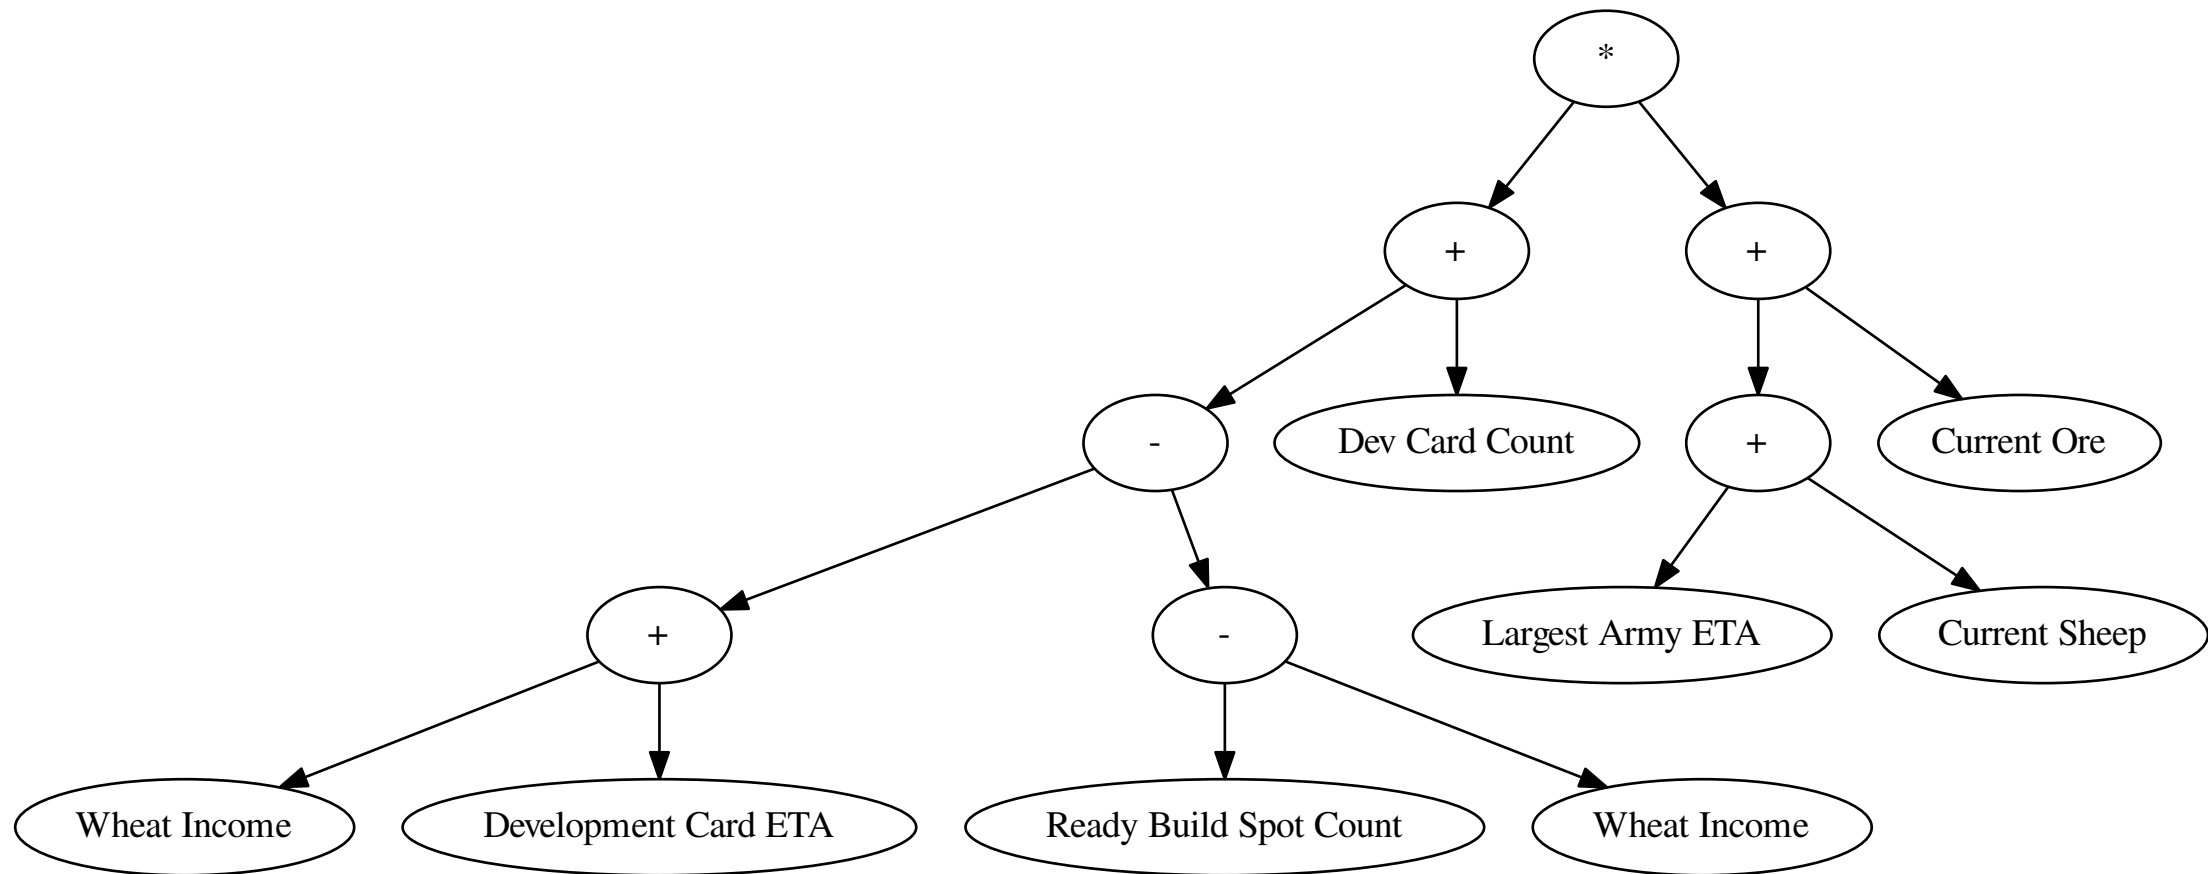 *
+
+
-
Dev Card Count
+
Current Ore
+
-
Largest Army ETA
Current Sheep
Wheat Income
Development Card ETA
Ready Build Spot Count
Wheat Income